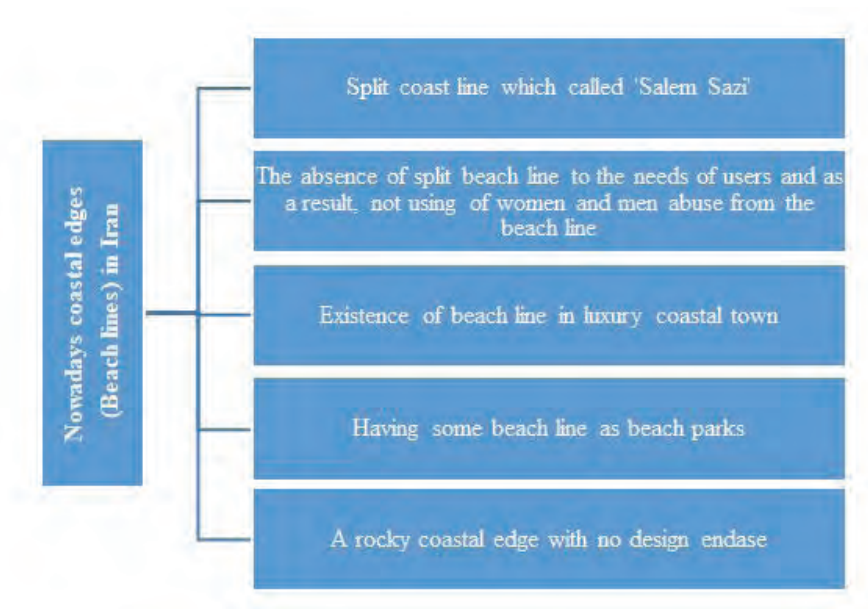 Nowadays coastal edges
(Beach lines) in Iran
Split coast line which called 'Salem Sazi'
The absence of split beach line to the needs of users and as
a result, not using of women and men abuse from the
beach line
Existence of beach line in luxury coastal town
Having some beach line as beach parks
A rocky coastal edge with no design endase